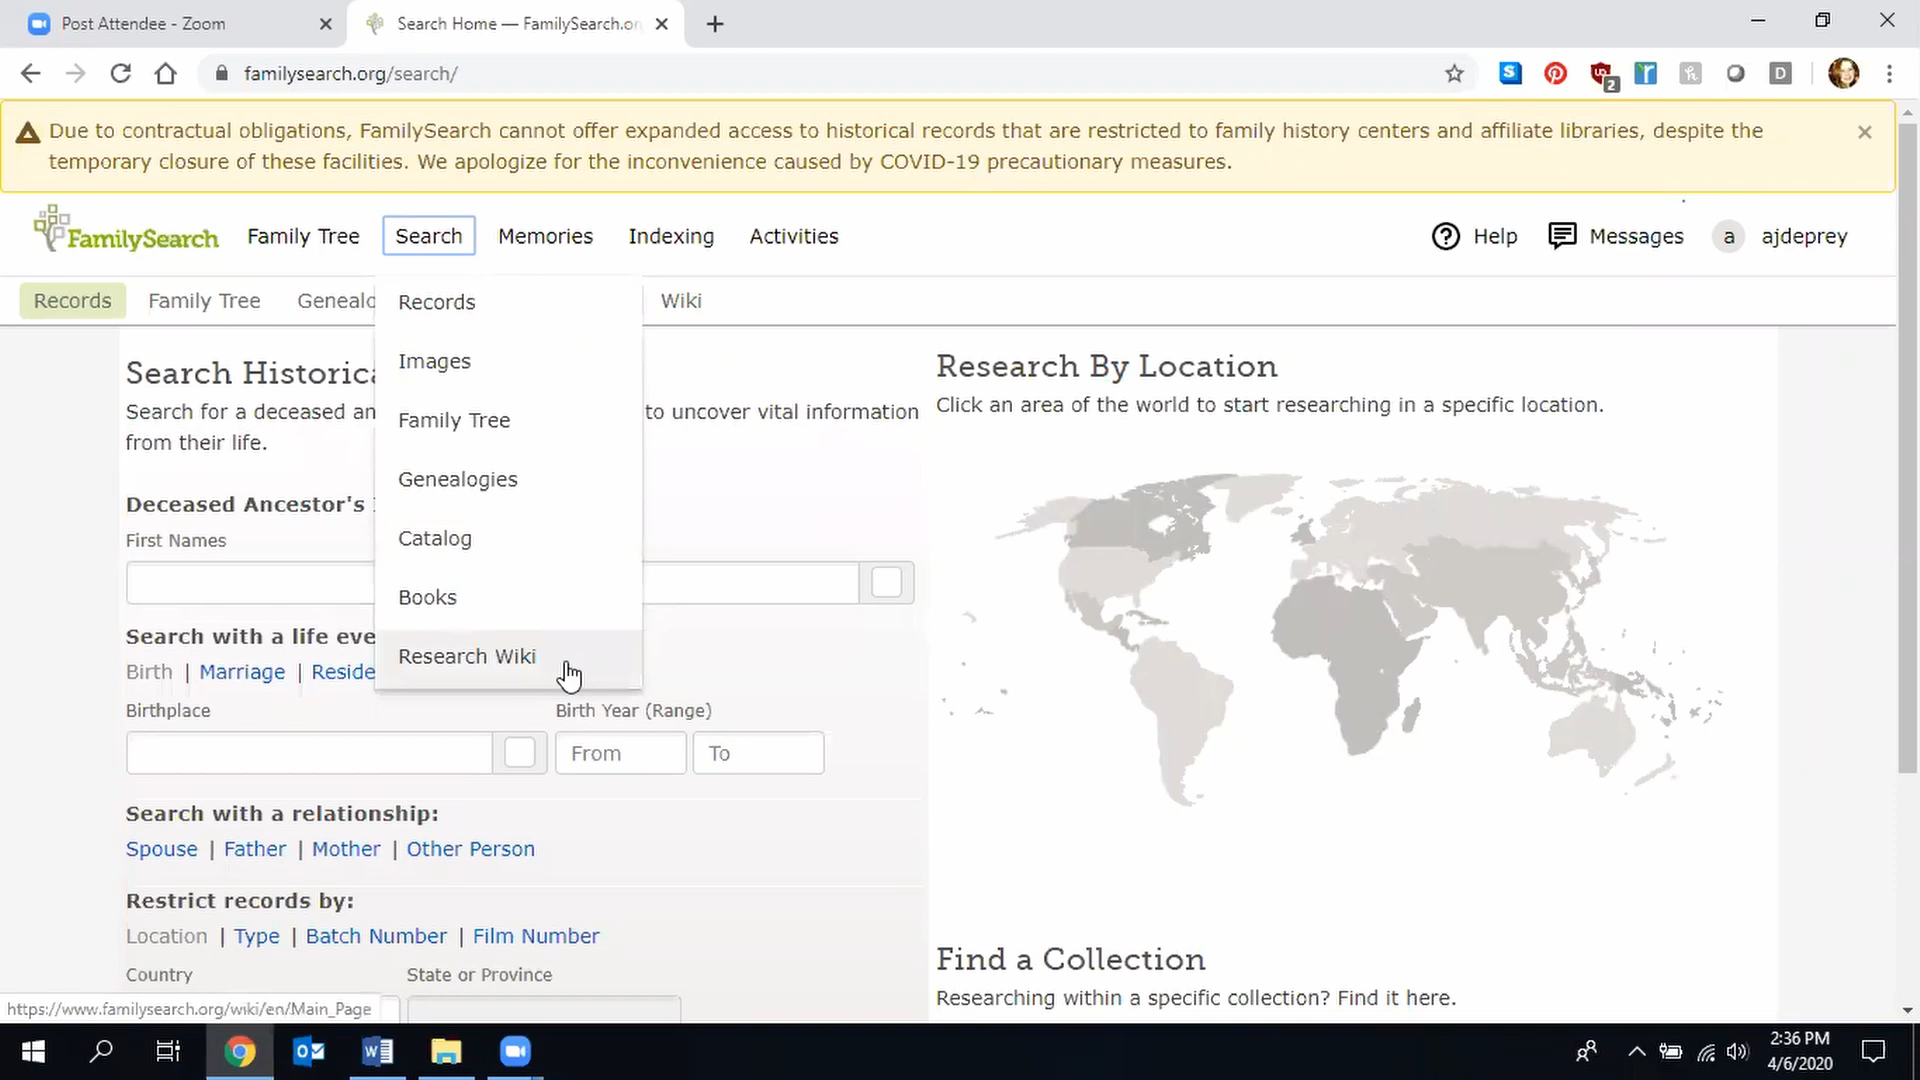 Post Attendee - Zoom
Search Home — FamilySearch.or
familysearch.org/search/
2
D
Due to contractual obligations, FamilySearch cannot offer expanded access to historical records that are restricted to family history centers and affiliate libraries, despite the
temporary closure of these facilities. We apologize for the inconvenience caused by COVID-19 precautionary measures.
FamilySearch
Family Tree
Search
Memories
Indexing
Activities
Help
Messages
a
ajdeprey
Records
Family Tree
Genealo
Wiki
Records
Images
Family Tree
Genealogies
Catalog
Books
Research Wiki
Search Historica
Search for a deceased an to uncover vital information
from their life.
Deceased Ancestor's
First Names
Search with a life eve
Birth | Marriage | Reside
Birthplace
Birth Year (Range)
From
To
Search with a relationship:
Spouse | Father | Mother | Other Person
Restrict records by:
Location | Type | Batch Number | Film Number
Country
State or Province
Research By Location
Click an area of the world to start researching in a specific location.
Find a Collection
Researching within a specific collection? Find it here.
https://www.familysearch.org/wiki/en/Main_Page
2:36 PM
4/6/2020